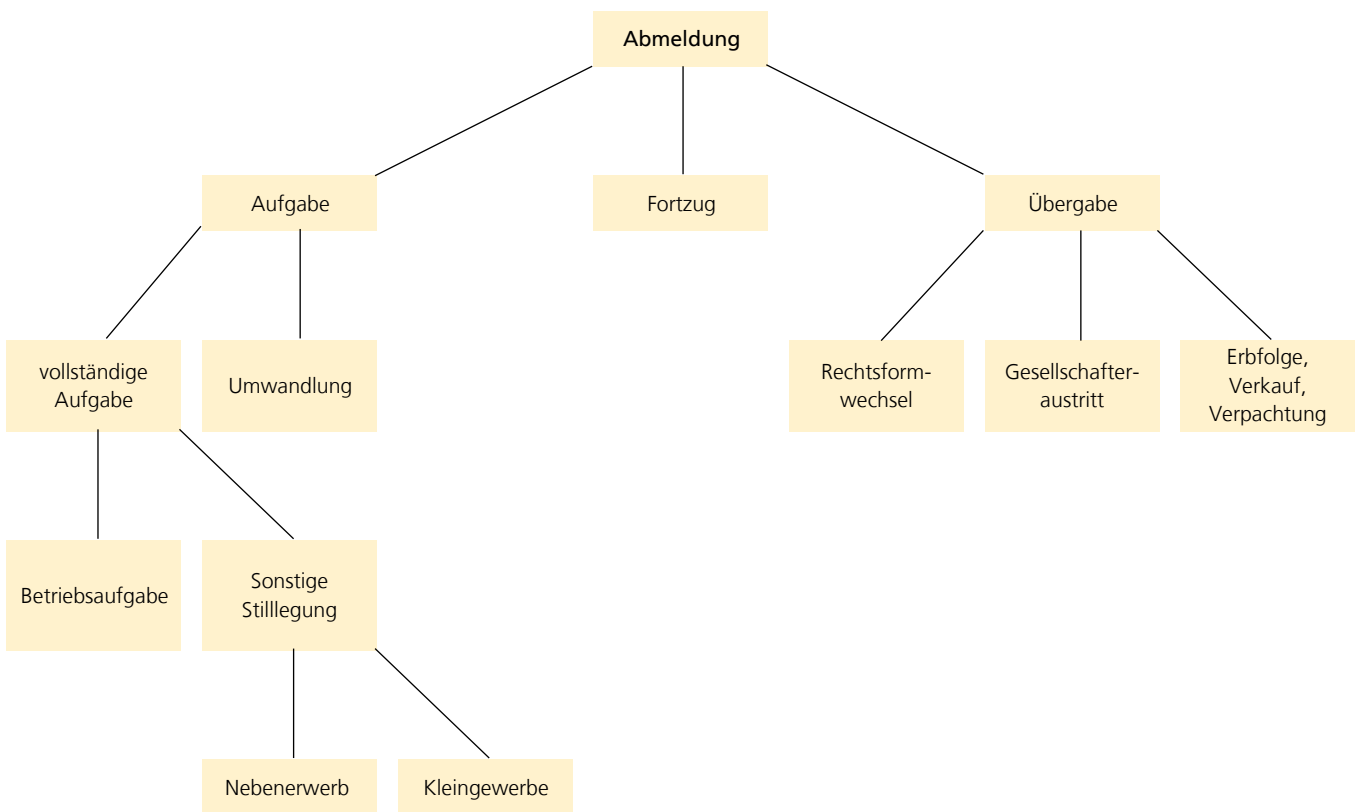 Abmeldung
Aufgabe
Fortzug
Übergabe
vollständige
Aufgabe
Umwandlung
Rechtsform-
wechsel
Gesellschafter-
austritt
Erbfolge,
Verkauf,
Verpachtung
Betriebsaufgabe
Sonstige
Stilllegung
Nebenerwerb
Kleingewerbe